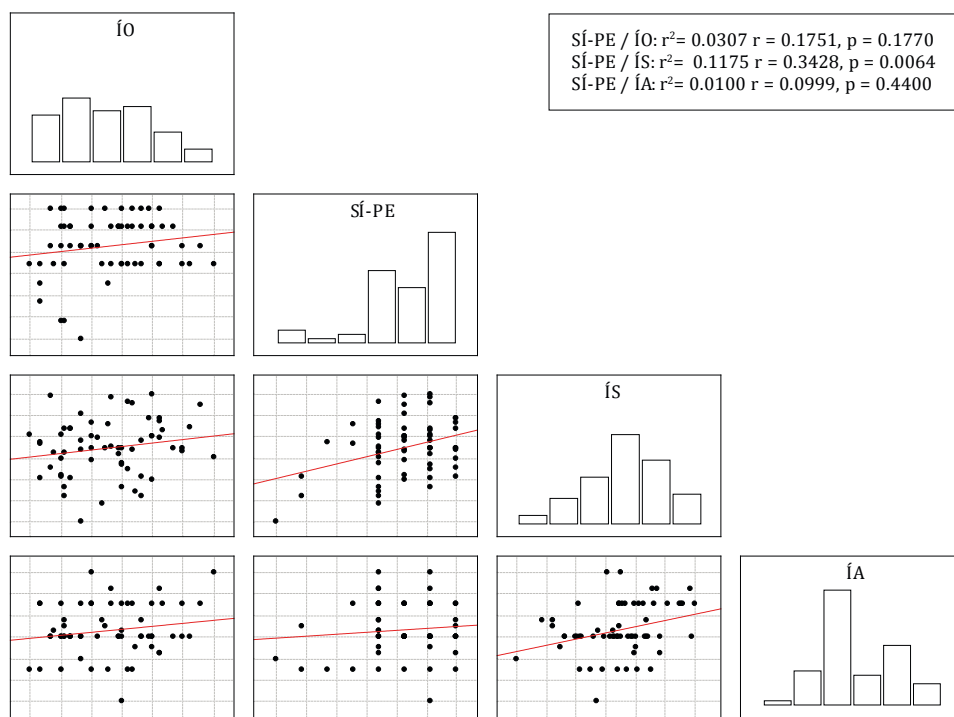 ÍO
SÍ-PE / ÍO: r²= 0.0307 r = 0.1751, p = 0.1770
SÍ-PE / ÍS: r²= 0.1175 r = 0.3428, p = 0.0064
SÍ-PE / ÍA: r²= 0.0100 r = 0.0999, p = 0.4400
SÍ-PE
ÍS
ÍA